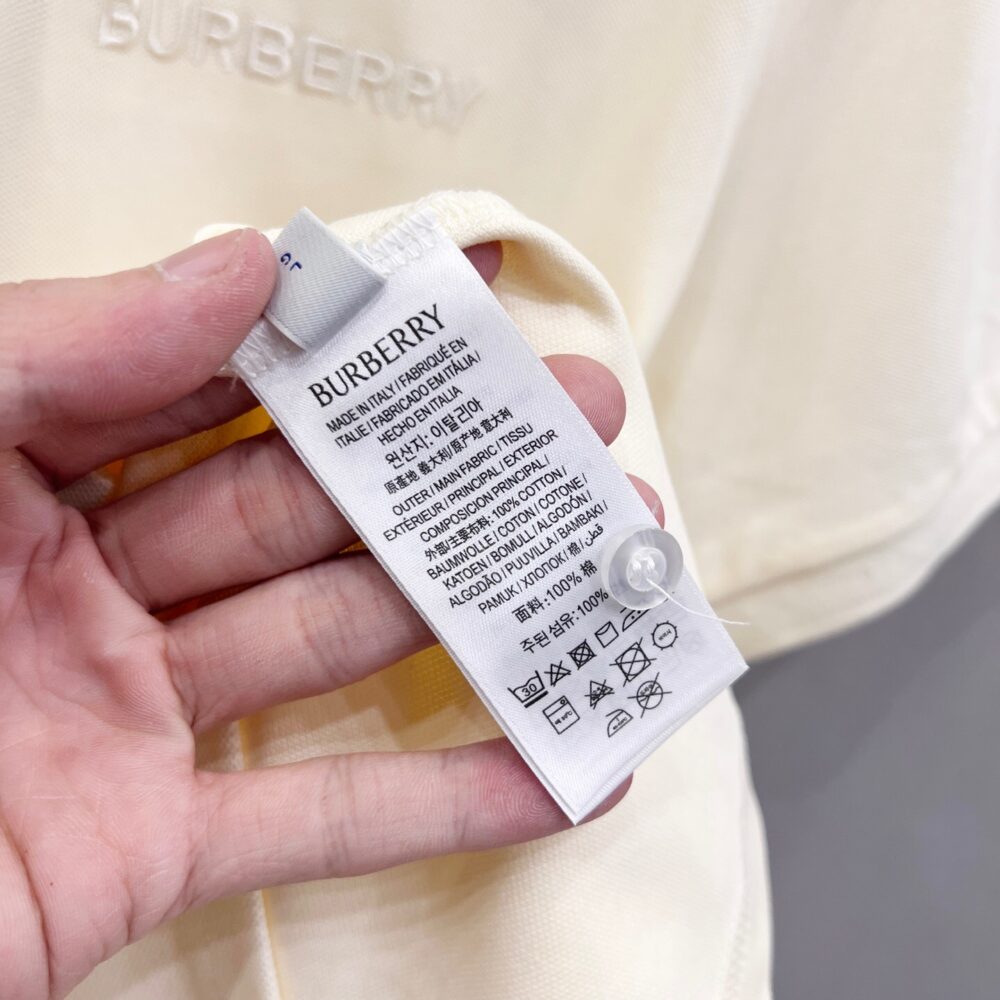 BURBERRY
BURBERRY
MADE IN ITALY / FABRIQUÉ EN
ITALIE / FABRICADO EM ITÁLIA /
HECHO EN ITALIA
원산지: 이탈리아
原產地 義大利/ 原产地 意大利
OUTER / MAIN FABRIC / TISSU
EXTÉRIEUR / PRINCIPAL / EXTERIOR
COMPOSICION PRINCIPAL /
外部/主要布料: 100% COTTON /
BAUMWOLLE / COTON / COTONE /
KATOEN / BOMULL / ALGODÓN /
ALGODÃO / PUUVILLA / BAMBAKI /
PAMUK / ХЛОПОК / 棉 / قطن
面料: 100% 棉
주된 섬유: 100%
30